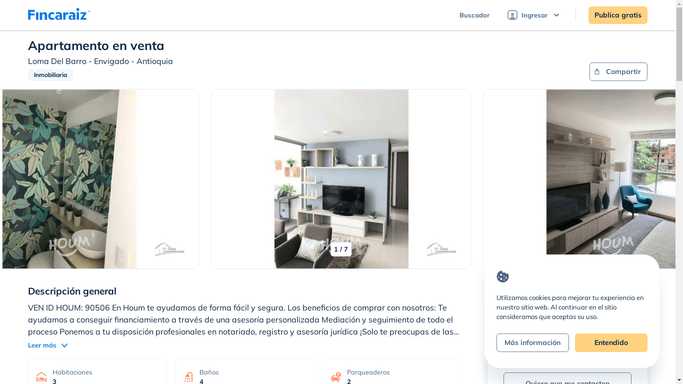 Fincaraiz
Buscador
Ingresar
Publica gratis
Apartamento en venta
Loma Del Barro - Envigado - Antioquia
Inmobiliaria
Compartir
HOUM
HOUM
1 / 7
HOUM
Descripción general
VEN ID HOUM: 90506 En Houm te ayudamos de forma fácil y segura. Los beneficios de comprar con nosotros: Te
ayudamos a conseguir financiamiento a través de una asesoría personalizada Mediación y seguimiento de todo el
proceso Ponemos a tu disposición profesionales en notariado, registro y asesoría jurídica ¡Solo te preocupas de las...
Leer más
Habitaciones
3
Baños
4
Parqueaderos
2
Utilizamos cookies para mejorar tu experiencia en
nuestro sitio web. Al continuar en el sitio
consideramos que aceptas su uso.
Más información
Entendido
Quiero que me contacten